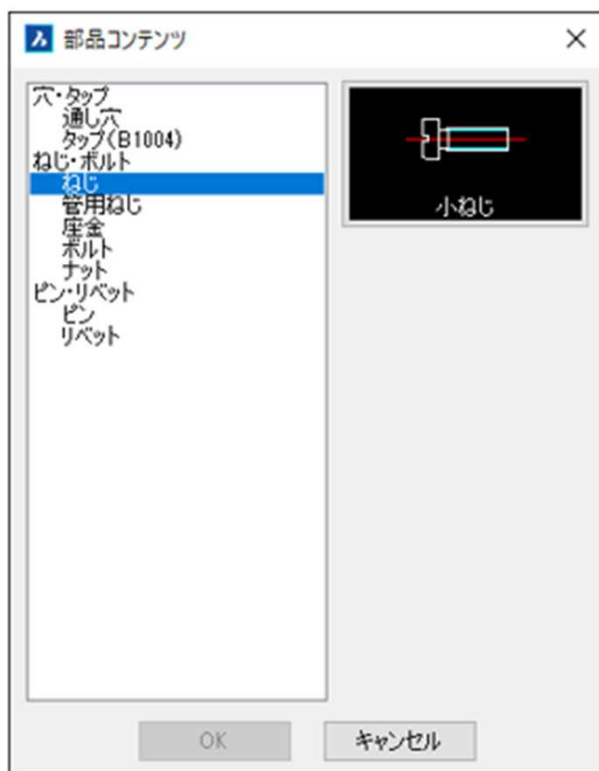 部品コンテンツ
穴・タップ
通し穴
タップ(B1004)
ねじ・ボルト
ねじ
管用ねじ
座金
ボルト
ナット
ピン・リベット
ピン
リベット
小ねじ
OK
キャンセル